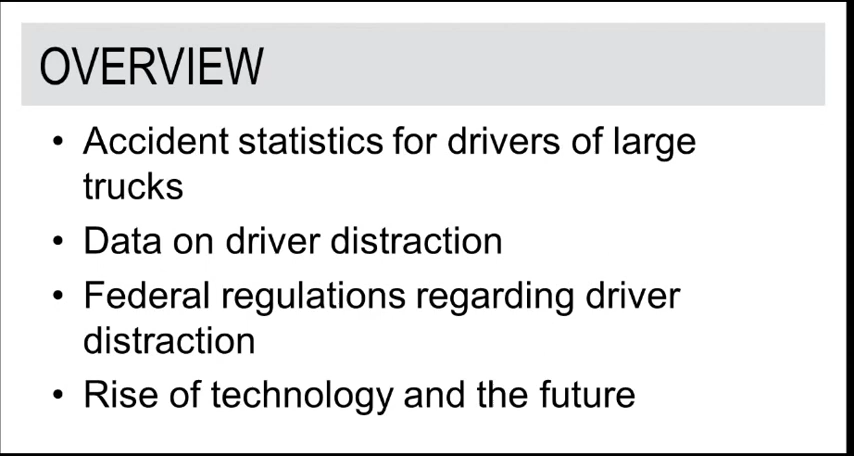 OVERVIEW
• Accident statistics for drivers of large
trucks
• Data on driver distraction
• Federal regulations regarding driver
distraction
• Rise of technology and the future